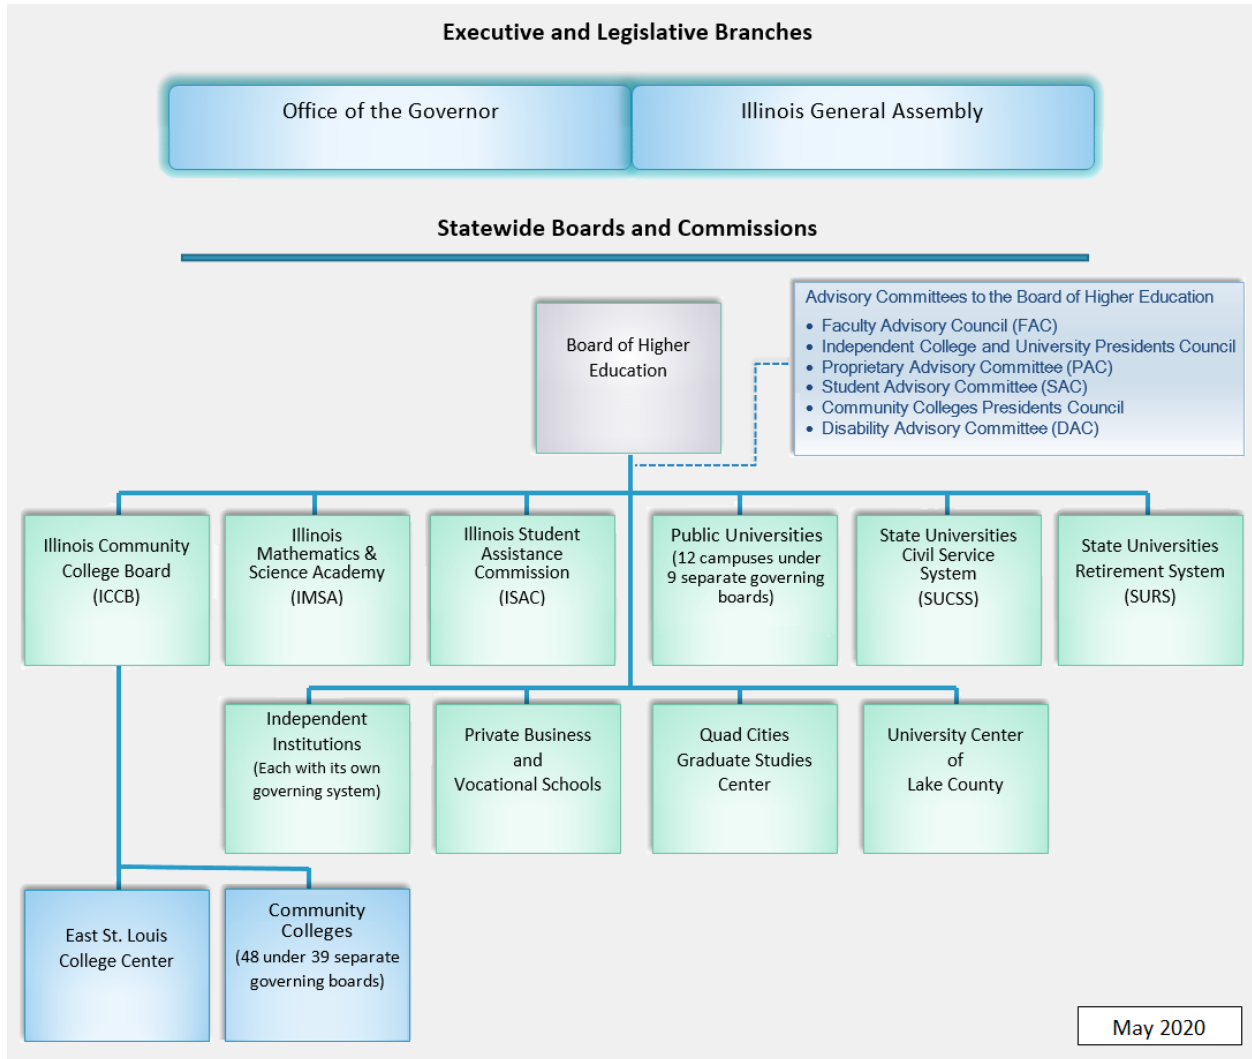 Executive and Legislative Branches
Office of the Governor
Illinois General Assembly
Statewide Boards and Commissions
Board of Higher
Education
Advisory Committees to the Board of Higher Education
• Faculty Advisory Council (FAC)
• Independent College and University Presidents Council
• Proprietary Advisory Committee (PAC)
• Student Advisory Committee (SAC)
• Community Colleges Presidents Council
• Disability Advisory Committee (DAC)
Illinois Community
College Board
(ICCB)
Illinois
Mathematics &
Science Academy
(IMSA)
Illinois Student
Assistance
Commission
(ISAC)
Public Universities
(12 campuses under
9 separate governing
boards)
State Universities
Civil Service
System
(SUCSS)
State Universities
Retirement System
(SURS)
Independent
Institutions
(Each with its own
governing system)
Private Business
and
Vocational Schools
Quad Cities
Graduate Studies
Center
University Center
of
Lake County
East St. Louis
College Center
Community
Colleges
(48 under 39 separate
governing boards)
May 2020